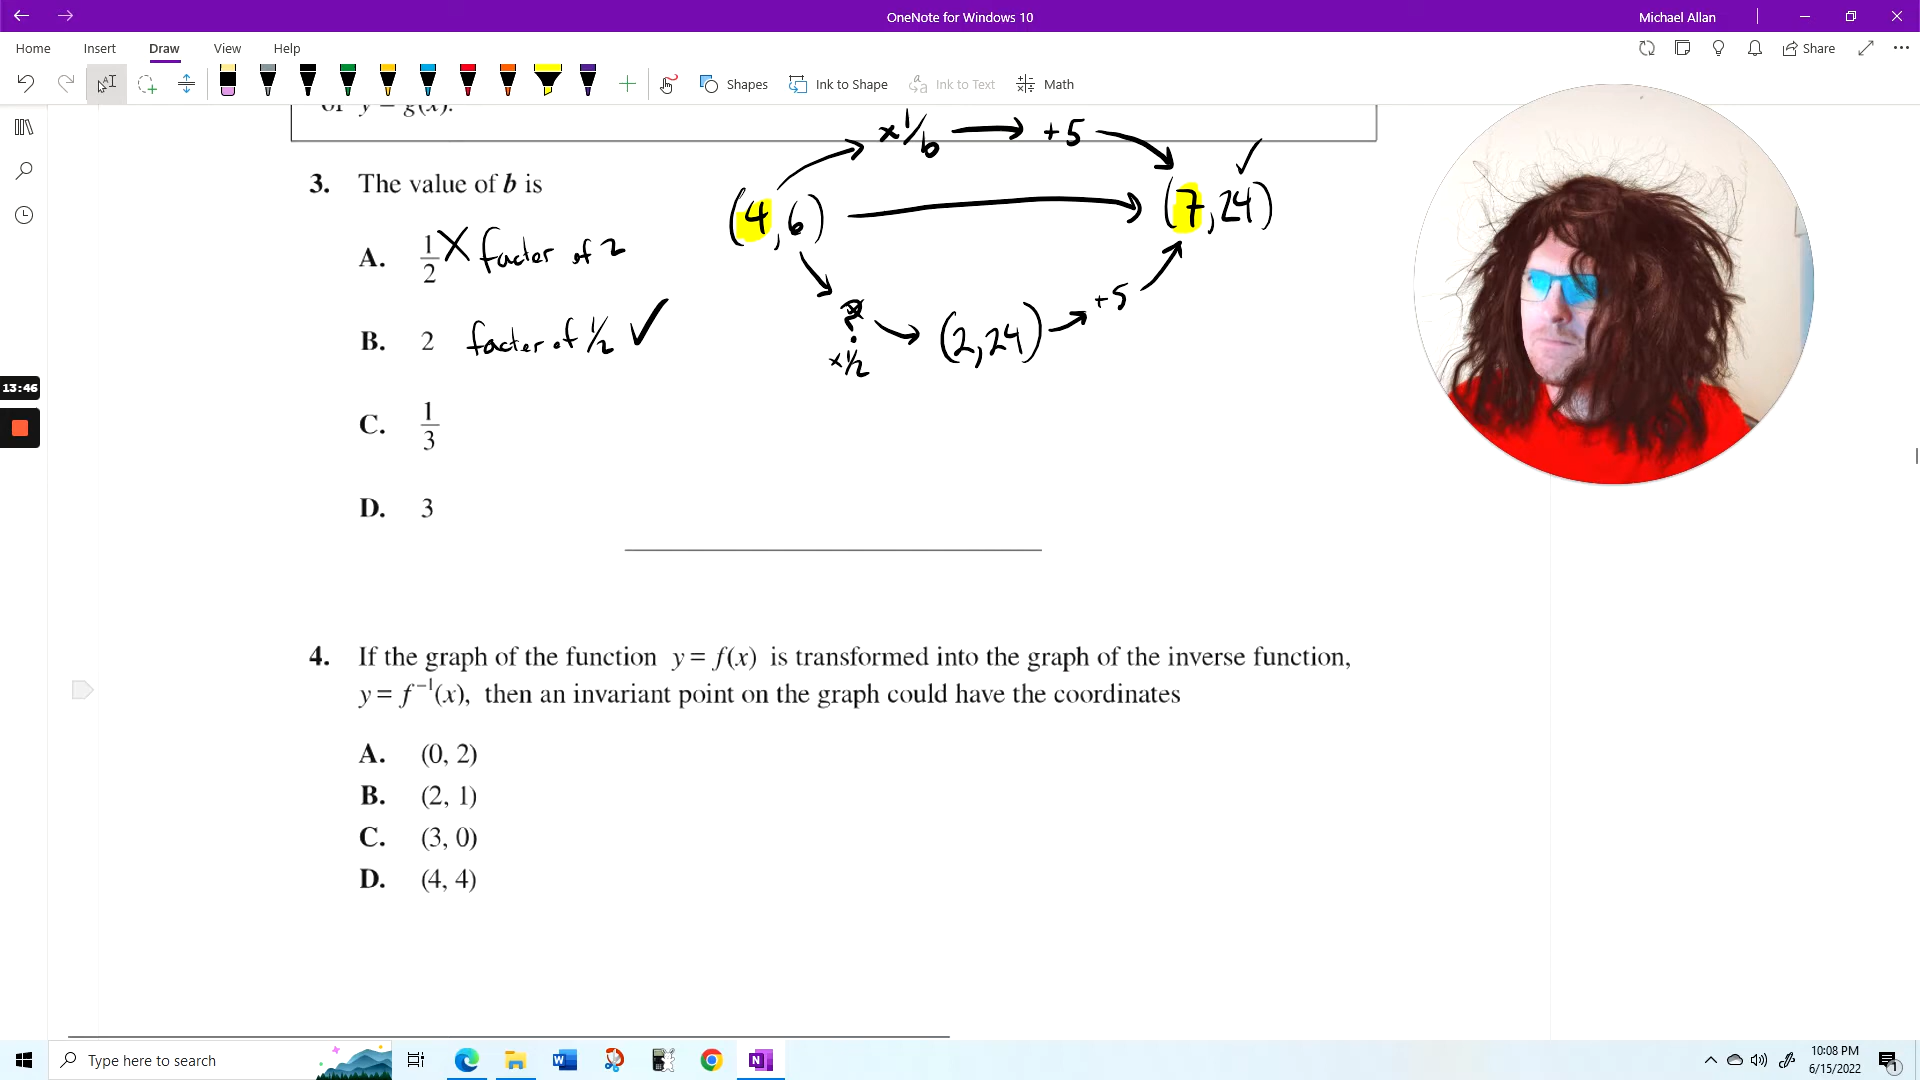 OneNote for Windows 10
Michael Allan
Home Insert Draw View Help
Share
Shapes
Ink to Shape
Ink to Text
Math
or y = g(x).
x 1/b → +5
3. The value of b is
(4,6)
(7,24)
A. 1/2 X factor of 2
B. 2 factor of 1/2 ✓
?
x 1/2
(2,24)
+5
C. 1/3
D. 3
13:46
4. If the graph of the function y = f(x) is transformed into the graph of the inverse function,
y = f⁻¹(x), then an invariant point on the graph could have the coordinates
A. (0, 2)
B. (2, 1)
C. (3, 0)
D. (4, 4)
Type here to search
10:08 PM
6/15/2022
1